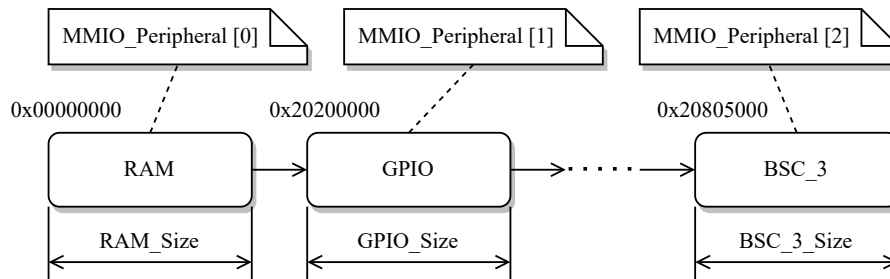 MMIO_Peripheral [0]
MMIO_Peripheral [1]
MMIO_Peripheral [2]
0x00000000
0x20200000
0x20805000
RAM
GPIO
BSC_3
RAM_Size
GPIO_Size
BSC_3_Size